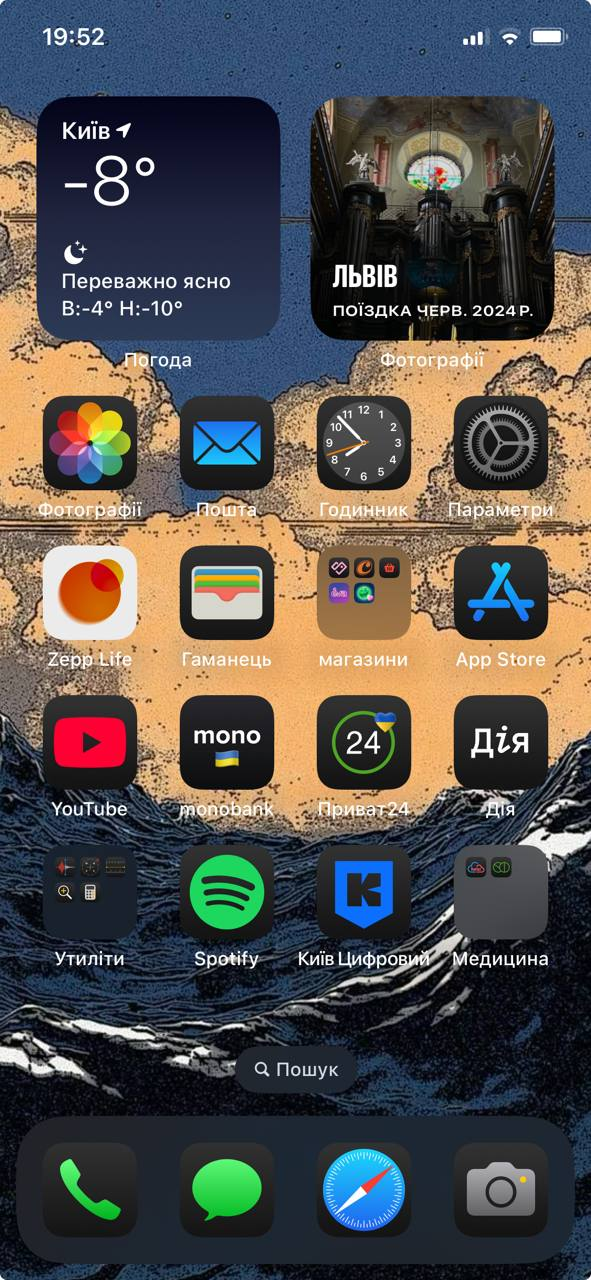 19:52
Київ
-8°
Переважно ясно
В:-4° Н:-10°
Погода
ЛЬВІВ
ПОЇЗДКА ЧЕРВ. 2024 Р.
Фотографії
12
1
2
3
4
5
6
7
8
9
10
11
Фотографії
Пошта
Годинник
Параметри
Zepp Life
Гаманець
магазини
App Store
mono
24
Дія
YouTube
monobank
Приват24
Дія
K
Утиліти
Spotify
Київ Цифровий
Медицина
Пошук